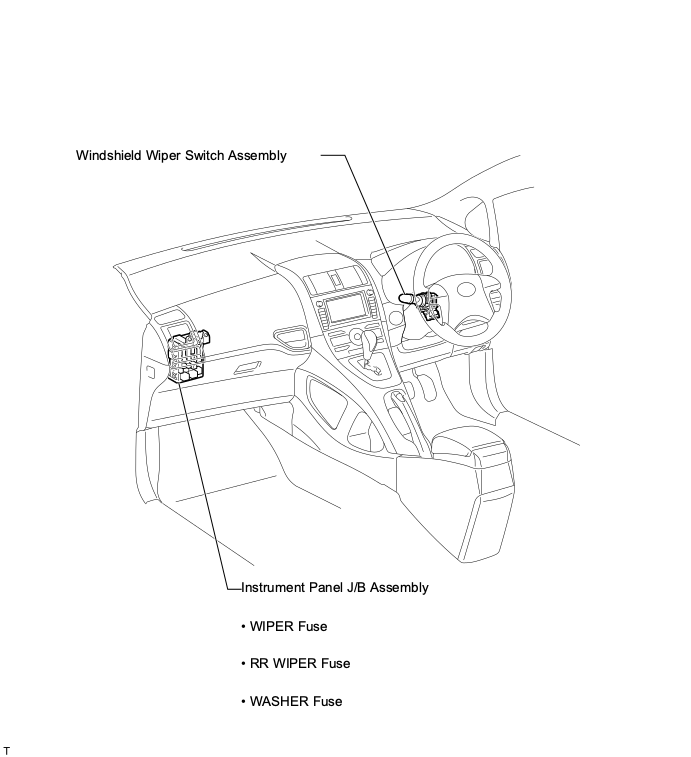 Windshield Wiper Switch Assembly
Instrument Panel J/B Assembly
• WIPER Fuse
• RR WIPER Fuse
• WASHER Fuse
T